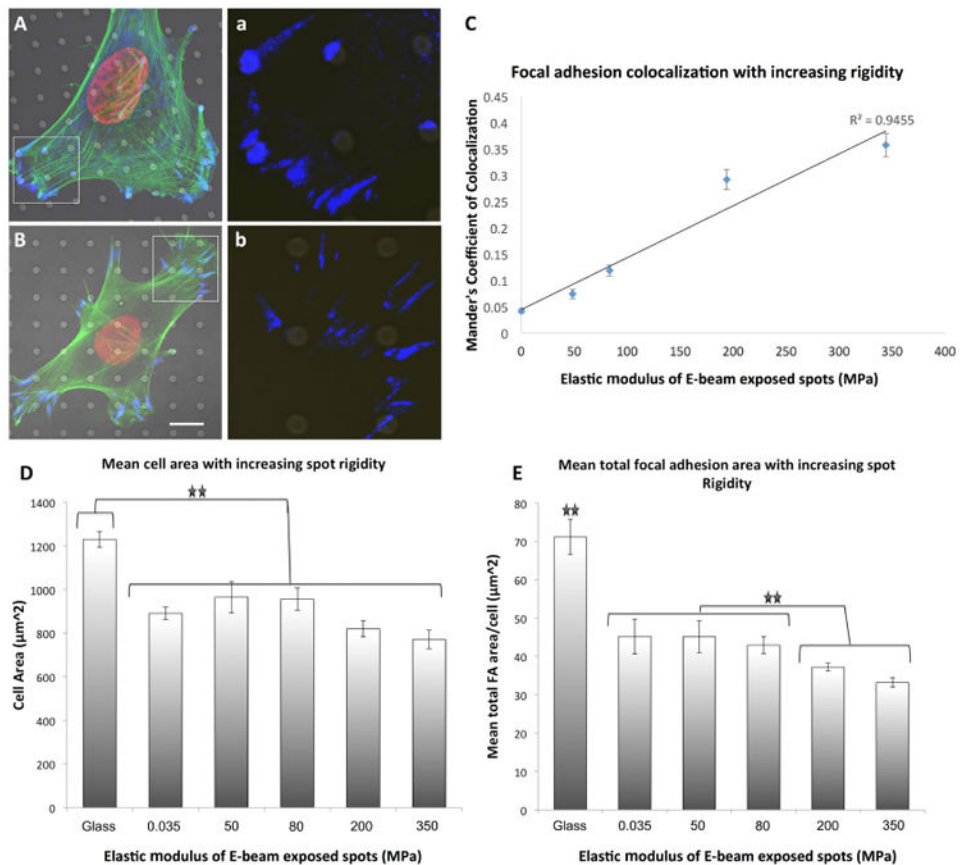 A
a
B
b
C
Focal adhesion colocalization with increasing rigidity
Mander's Coefficient of Colocalization
0.45
0.4
0.35
0.3
0.25
0.2
0.15
0.1
0.05
0
R² = 0.9455
0 50 100 150 200 250 300 350 400
Elastic modulus of E-beam exposed spots (MPa)
D
Mean cell area with increasing spot rigidity
Cell Area (µm^2)
1400
1200
1000
800
600
400
200
0
Glass 0.035 50 80 200 350
Elastic modulus of E-beam exposed spots (MPa)
E
Mean total focal adhesion area with increasing spot
Rigidity
Mean total FA area/cell (µm^2)
80
70
60
50
40
30
20
10
0
Glass 0.035 50 80 200 350
Elastic modulus of E-beam exposed spots (MPa)